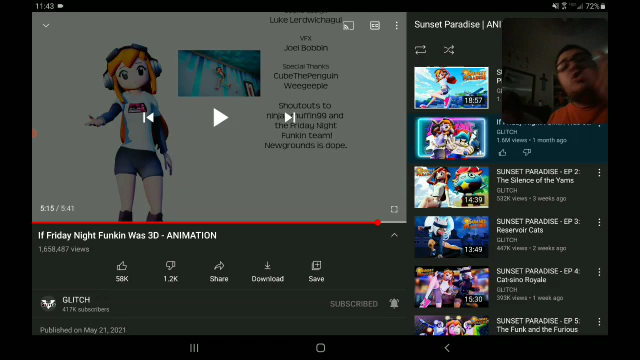 11:43
72%
Luke Lerdwichagul
VFX
Joel Bobbin
Special Thanks
CubeThePenguin
Weegeepie
Shoutouts to
and the Friday Night
Funkin team!
Newgrounds is dope.
5:15 / 5:41
If Friday Night Funkin Was 3D - ANIMATION
1,658,487 views
58K
1.2K
Share
Download
Save
GLITCH
417K subscribers
SUBSCRIBED
Published on May 21, 2021
Sunset Paradise | ANI
18:57
GLITCH
1.6M views • 1 month ago
14:39
SUNSET PARADISE - EP 2:
The Silence of the Yams
GLITCH
532K views • 3 weeks ago
13:49
SUNSET PARADISE - EP 3:
Reservoir Cats
GLITCH
447K views • 2 weeks ago
15:30
SUNSET PARADISE - EP 4:
Cat-sino Royale
GLITCH
393K views • 1 week ago
SUNSET PARADISE - EP 5:
The Funk and the Furious